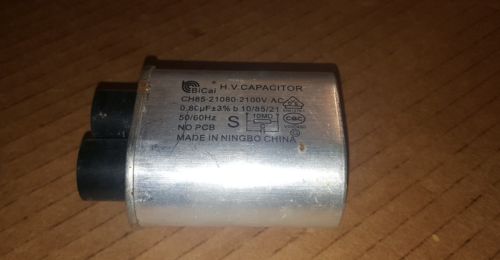 BiCai® H.V.CAPACITOR
CH85-21080-2100V AC
0.80µF±3% b 10/85/21
50/60Hz S 10MΩ
NO PCB CQC
MADE IN NINGBO CHINA